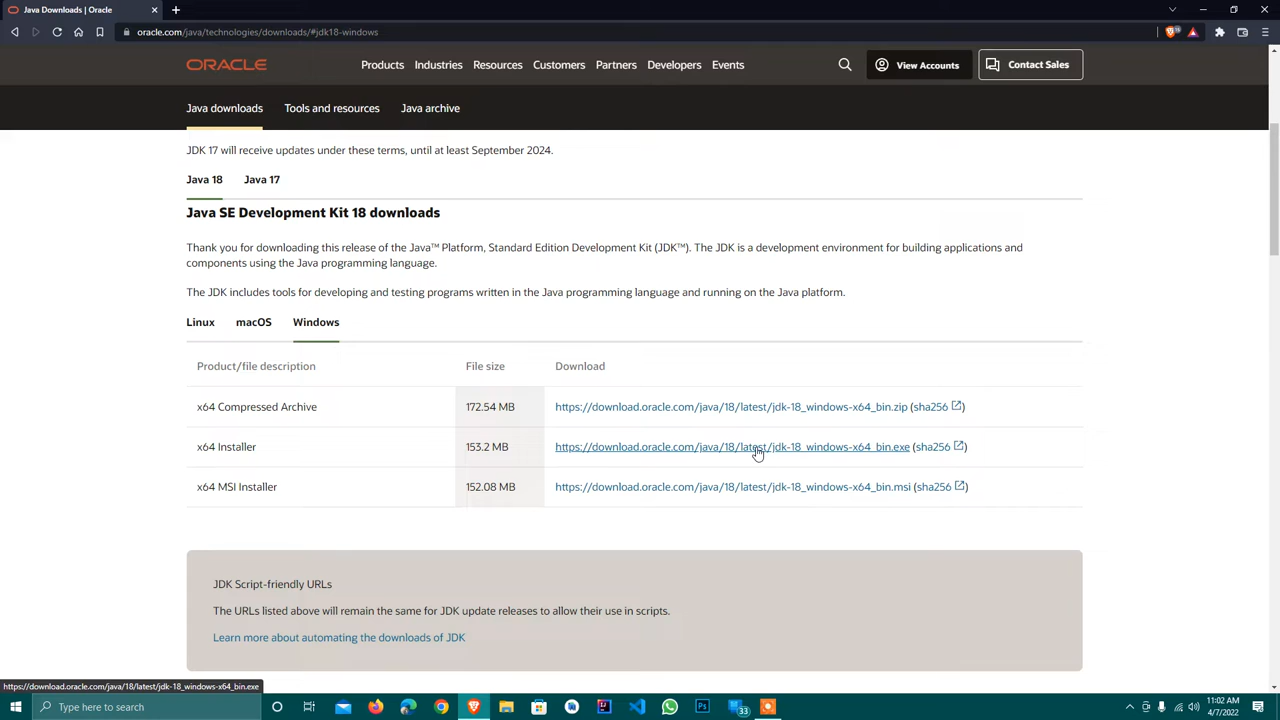 Java Downloads | Oracle
oracle.com/java/technologies/downloads/#jdk18-windows
ORACLE
Products Industries Resources Customers Partners Developers Events
View Accounts
Contact Sales
Java downloads Tools and resources Java archive
JDK 17 will receive updates under these terms, until at least September 2024.
Java 18 Java 17
Java SE Development Kit 18 downloads
Thank you for downloading this release of the Java™ Platform, Standard Edition Development Kit (JDK™). The JDK is a development environment for building applications and
components using the Java programming language.
The JDK includes tools for developing and testing programs written in the Java programming language and running on the Java platform.
Linux macOS Windows
Product/file description File size Download
x64 Compressed Archive 172.54 MB https://download.oracle.com/java/18/latest/jdk-18_windows-x64_bin.zip (sha256)
x64 Installer 153.2 MB https://download.oracle.com/java/18/latest/jdk-18_windows-x64_bin.exe (sha256)
x64 MSI Installer 152.08 MB https://download.oracle.com/java/18/latest/jdk-18_windows-x64_bin.msi (sha256)
JDK Script-friendly URLs
The URLs listed above will remain the same for JDK update releases to allow their use in scripts.
Learn more about automating the downloads of JDK
https://download.oracle.com/java/18/latest/jdk-18_windows-x64_bin.exe
Type here to search
Ps
33
11:02 AM
4/7/2022